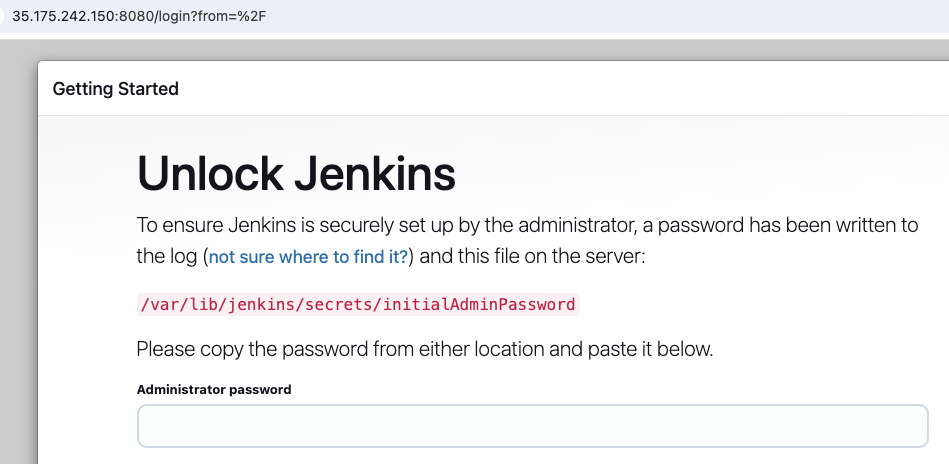 35.175.242.150:8080/login?from=%2F
Getting Started
Unlock Jenkins
To ensure Jenkins is securely set up by the administrator, a password has been written to
the log (not sure where to find it?) and this file on the server:
/var/lib/jenkins/secrets/initialAdminPassword
Please copy the password from either location and paste it below.
Administrator password